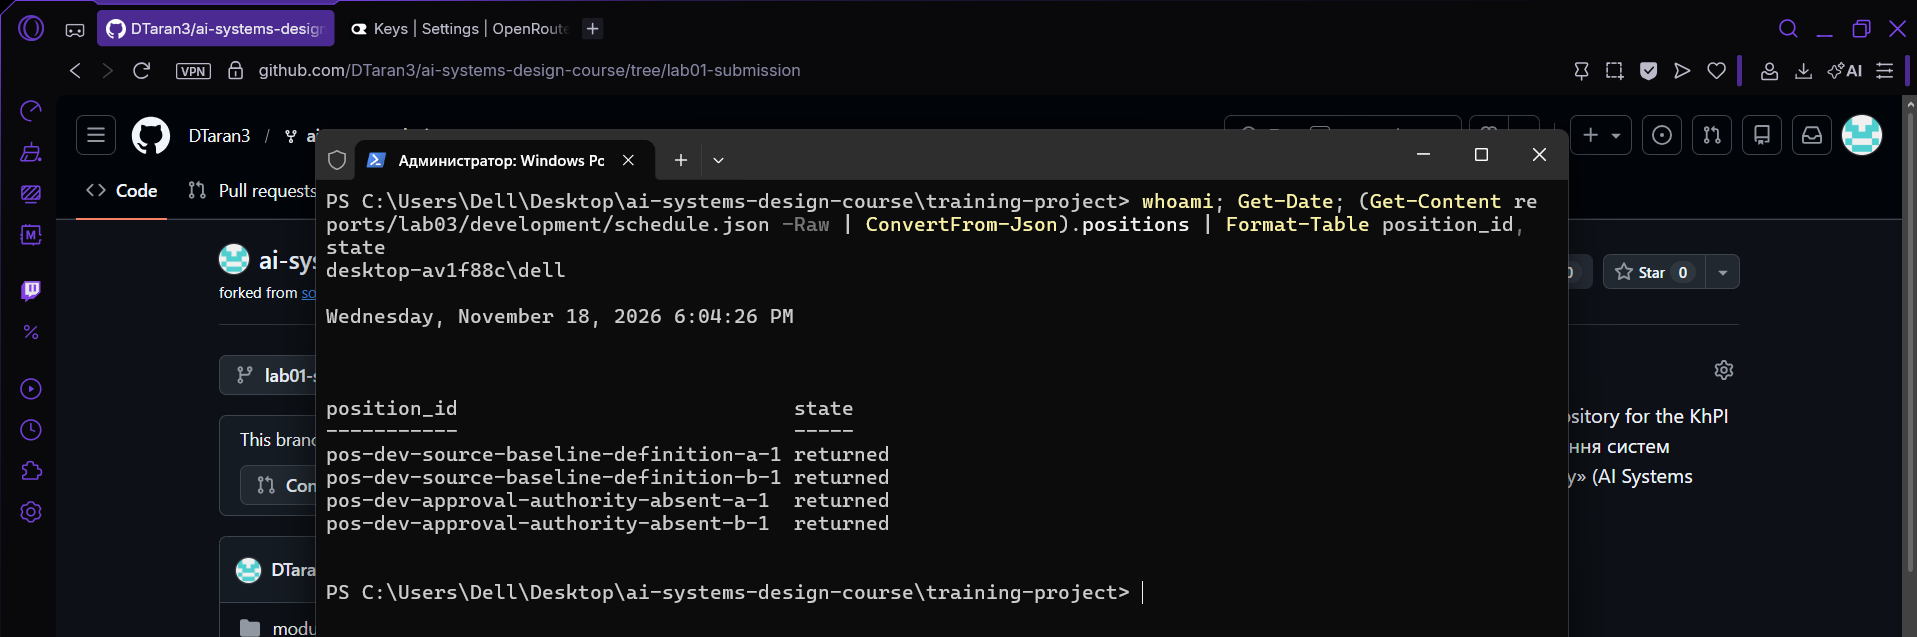 DTaran3/ai-systems-desig
Keys | Settings | OpenRoute
VPN
github.com/DTaran3/ai-systems-design-course/tree/lab01-submission
AI
DTaran3 /
Администратор: Windows Pc
Code
Pull requests
PS C:\Users\Dell\Desktop\ai-systems-design-course\training-project> whoami; Get-Date; (Get-Content re
ports/lab03/development/schedule.json -Raw | ConvertFrom-Json).positions | Format-Table position_id,
state
desktop-av1f88c\dell
ai-sys
forked from so
Star 0
Wednesday, November 18, 2026 6:04:26 PM
lab01-s
position_id state
----------- -----
pos-dev-source-baseline-definition-a-1 returned
pos-dev-source-baseline-definition-b-1 returned
pos-dev-approval-authority-absent-a-1 returned
pos-dev-approval-authority-absent-b-1 returned
This branc
Con
ository for the KhPI
ння систем
у» (AI Systems
DTara
PS C:\Users\Dell\Desktop\ai-systems-design-course\training-project>
modu